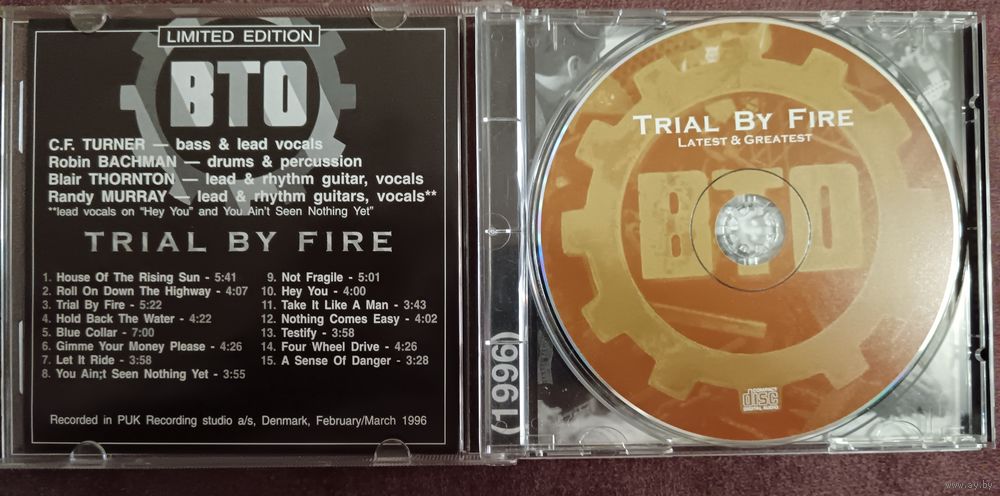 LIMITED EDITION
BTO
C.F. TURNER — bass & lead vocals
Robin BACHMAN — drums & percussion
Blair THORNTON — lead & rhythm guitar, vocals
Randy MURRAY — lead & rhythm guitars, vocals**
**lead vocals on "Hey You" and You Ain't Seen Nothing Yet"
TRIAL BY FIRE
1. House Of The Rising Sun - 5:41
2. Roll On Down The Highway - 4:07
3. Trial By Fire - 5:22
4. Hold Back The Water - 4:22
5. Blue Collar - 7:00
6. Gimme Your Money Please - 4:26
7. Let It Ride - 3:58
8. You Ain;t Seen Nothing Yet - 3:55
9. Not Fragile - 5:01
10. Hey You - 4:00
11. Take It Like A Man - 3:43
12. Nothing Comes Easy - 4:02
13. Testify - 3:58
14. Four Wheel Drive - 4:26
15. A Sense Of Danger - 3:28
Recorded in PUK Recording studio a/s, Denmark, February/March 1996
(1996)
TRIAL BY FIRE
LATEST & GREATEST
BTO
COMPACT
disc
DIGITAL AUDIO
www.ay.by